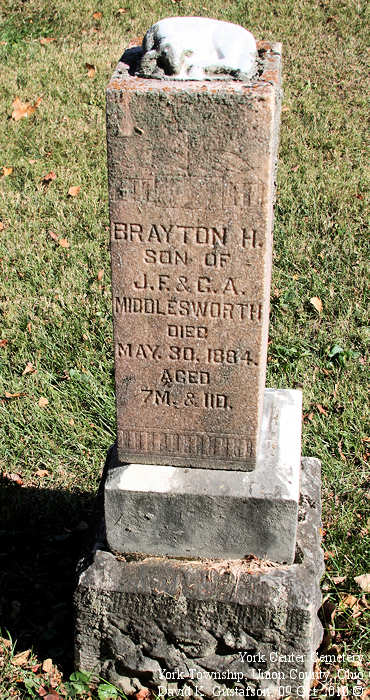 BRAYTON H.
SON OF
J.F. & C.A.
MIDDLESWORTH
DIED
MAY. 30, 1884.
AGED
7M. & 11D.
York Center Cemetery
York Township, Union County, Ohio
David K. Gustafson, 09 Oct 2010 ©